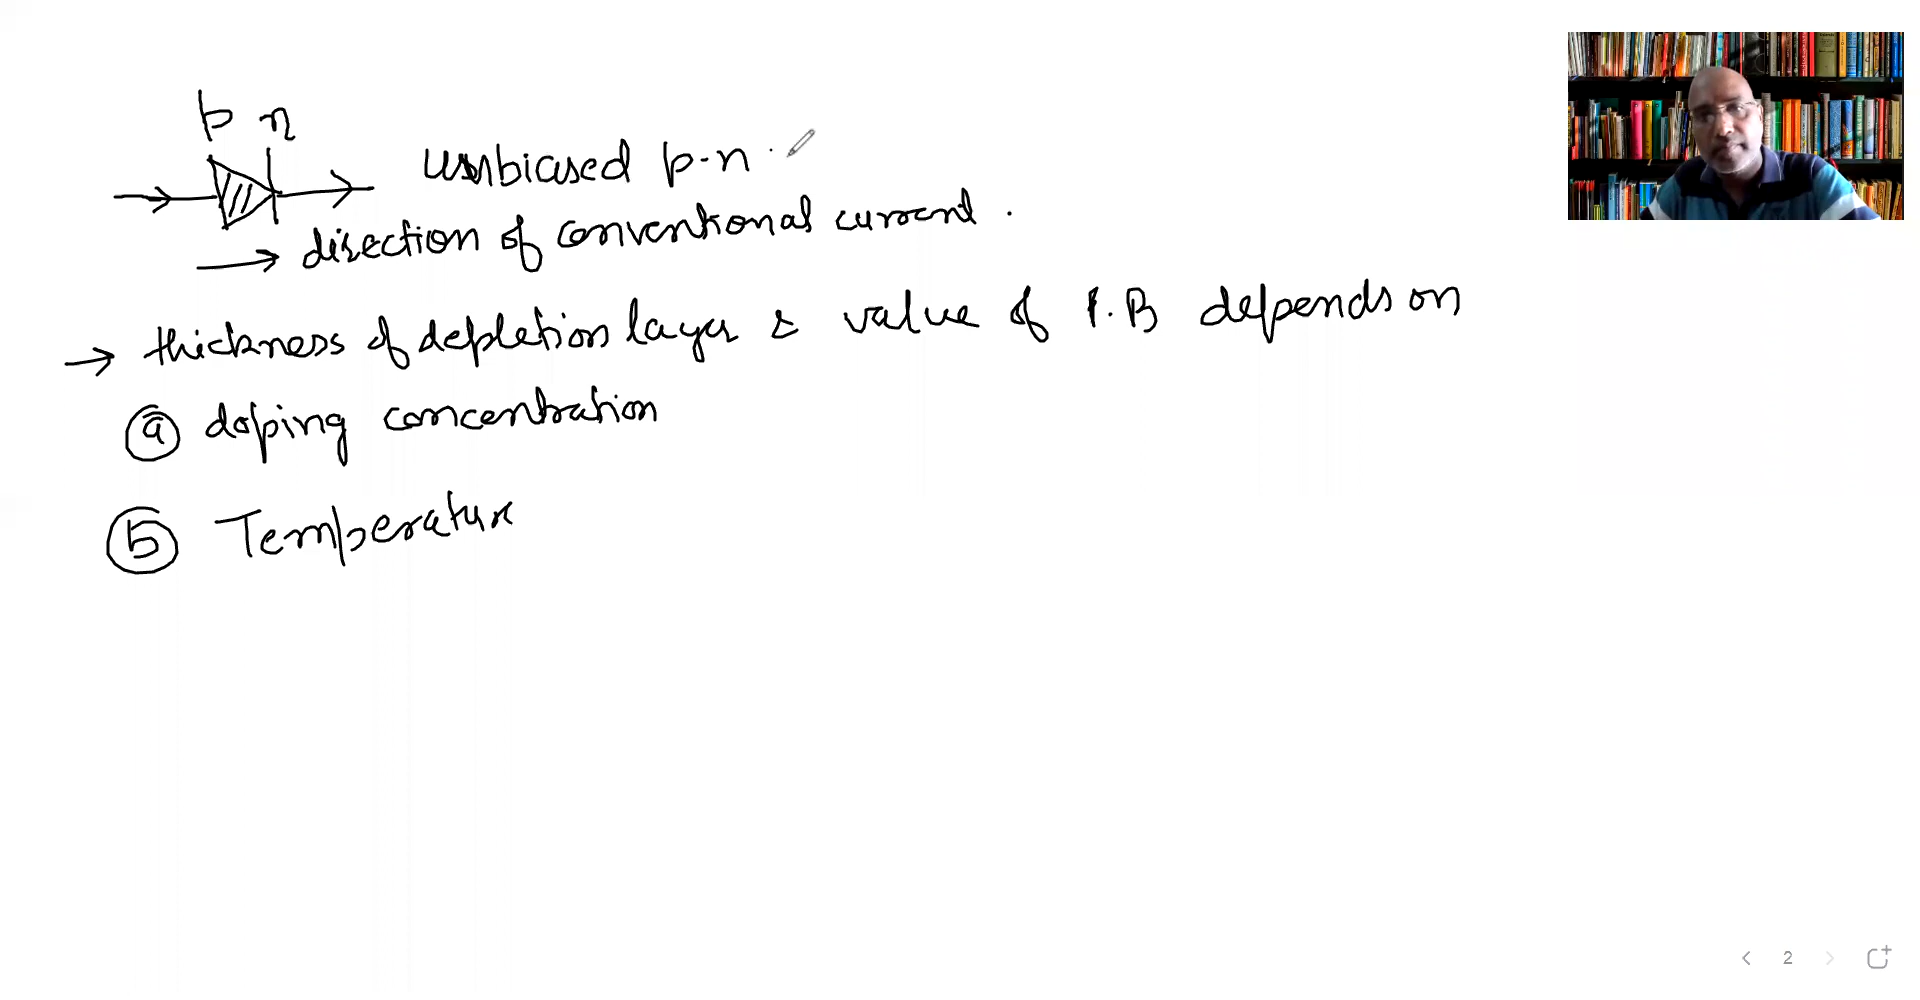 p n
unbiased p-n
→ direction of conventional current.
→ thickness of depletion layer & value of P.B depends on
ⓐ doping concentration
ⓑ Temperature
2